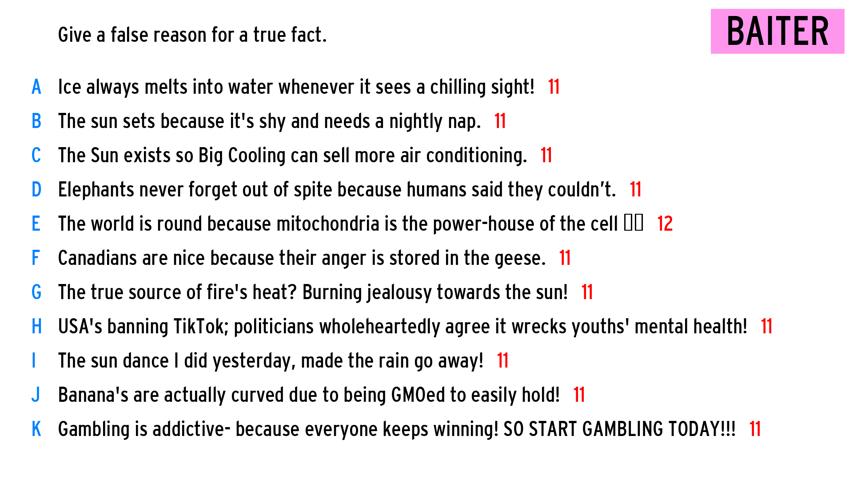 Give a false reason for a true fact.
BAITER
A Ice always melts into water whenever it sees a chilling sight! 11
B The sun sets because it's shy and needs a nightly nap. 11
C The Sun exists so Big Cooling can sell more air conditioning. 11
D Elephants never forget out of spite because humans said they couldn’t. 11
E The world is round because mitochondria is the power-house of the cell 12
F Canadians are nice because their anger is stored in the geese. 11
G The true source of fire's heat? Burning jealousy towards the sun! 11
H USA's banning TikTok; politicians wholeheartedly agree it wrecks youths' mental health! 11
I The sun dance I did yesterday, made the rain go away! 11
J Banana's are actually curved due to being GMOed to easily hold! 11
K Gambling is addictive- because everyone keeps winning! SO START GAMBLING TODAY!!! 11